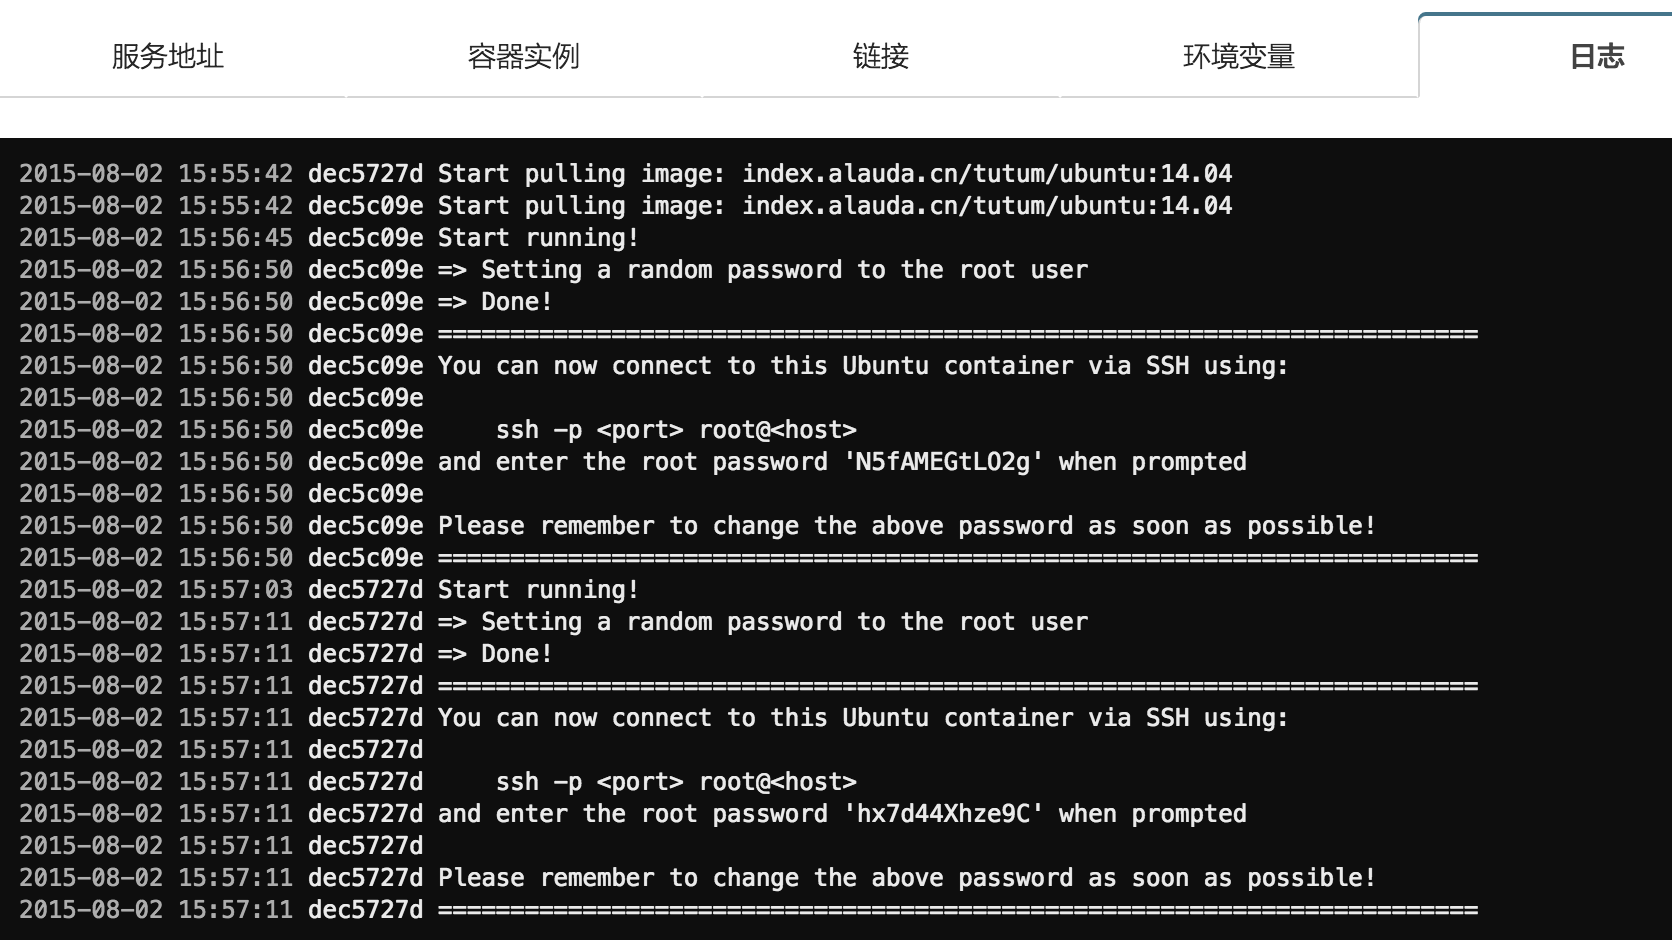 服务地址 容器实例 链接 环境变量 日志
2015-08-02 15:55:42 dec5727d Start pulling image: index.alauda.cn/tutum/ubuntu:14.04
2015-08-02 15:55:42 dec5c09e Start pulling image: index.alauda.cn/tutum/ubuntu:14.04
2015-08-02 15:56:45 dec5c09e Start running!
2015-08-02 15:56:50 dec5c09e => Setting a random password to the root user
2015-08-02 15:56:50 dec5c09e => Done!
2015-08-02 15:56:50 dec5c09e ========================================================================
2015-08-02 15:56:50 dec5c09e You can now connect to this Ubuntu container via SSH using:
2015-08-02 15:56:50 dec5c09e
2015-08-02 15:56:50 dec5c09e     ssh -p <port> root@<host>
2015-08-02 15:56:50 dec5c09e and enter the root password 'N5fAMEGtLO2g' when prompted
2015-08-02 15:56:50 dec5c09e
2015-08-02 15:56:50 dec5c09e Please remember to change the above password as soon as possible!
2015-08-02 15:56:50 dec5c09e ========================================================================
2015-08-02 15:57:03 dec5727d Start running!
2015-08-02 15:57:11 dec5727d => Setting a random password to the root user
2015-08-02 15:57:11 dec5727d => Done!
2015-08-02 15:57:11 dec5727d ========================================================================
2015-08-02 15:57:11 dec5727d You can now connect to this Ubuntu container via SSH using:
2015-08-02 15:57:11 dec5727d
2015-08-02 15:57:11 dec5727d     ssh -p <port> root@<host>
2015-08-02 15:57:11 dec5727d and enter the root password 'hx7d44Xhze9C' when prompted
2015-08-02 15:57:11 dec5727d
2015-08-02 15:57:11 dec5727d Please remember to change the above password as soon as possible!
2015-08-02 15:57:11 dec5727d ========================================================================